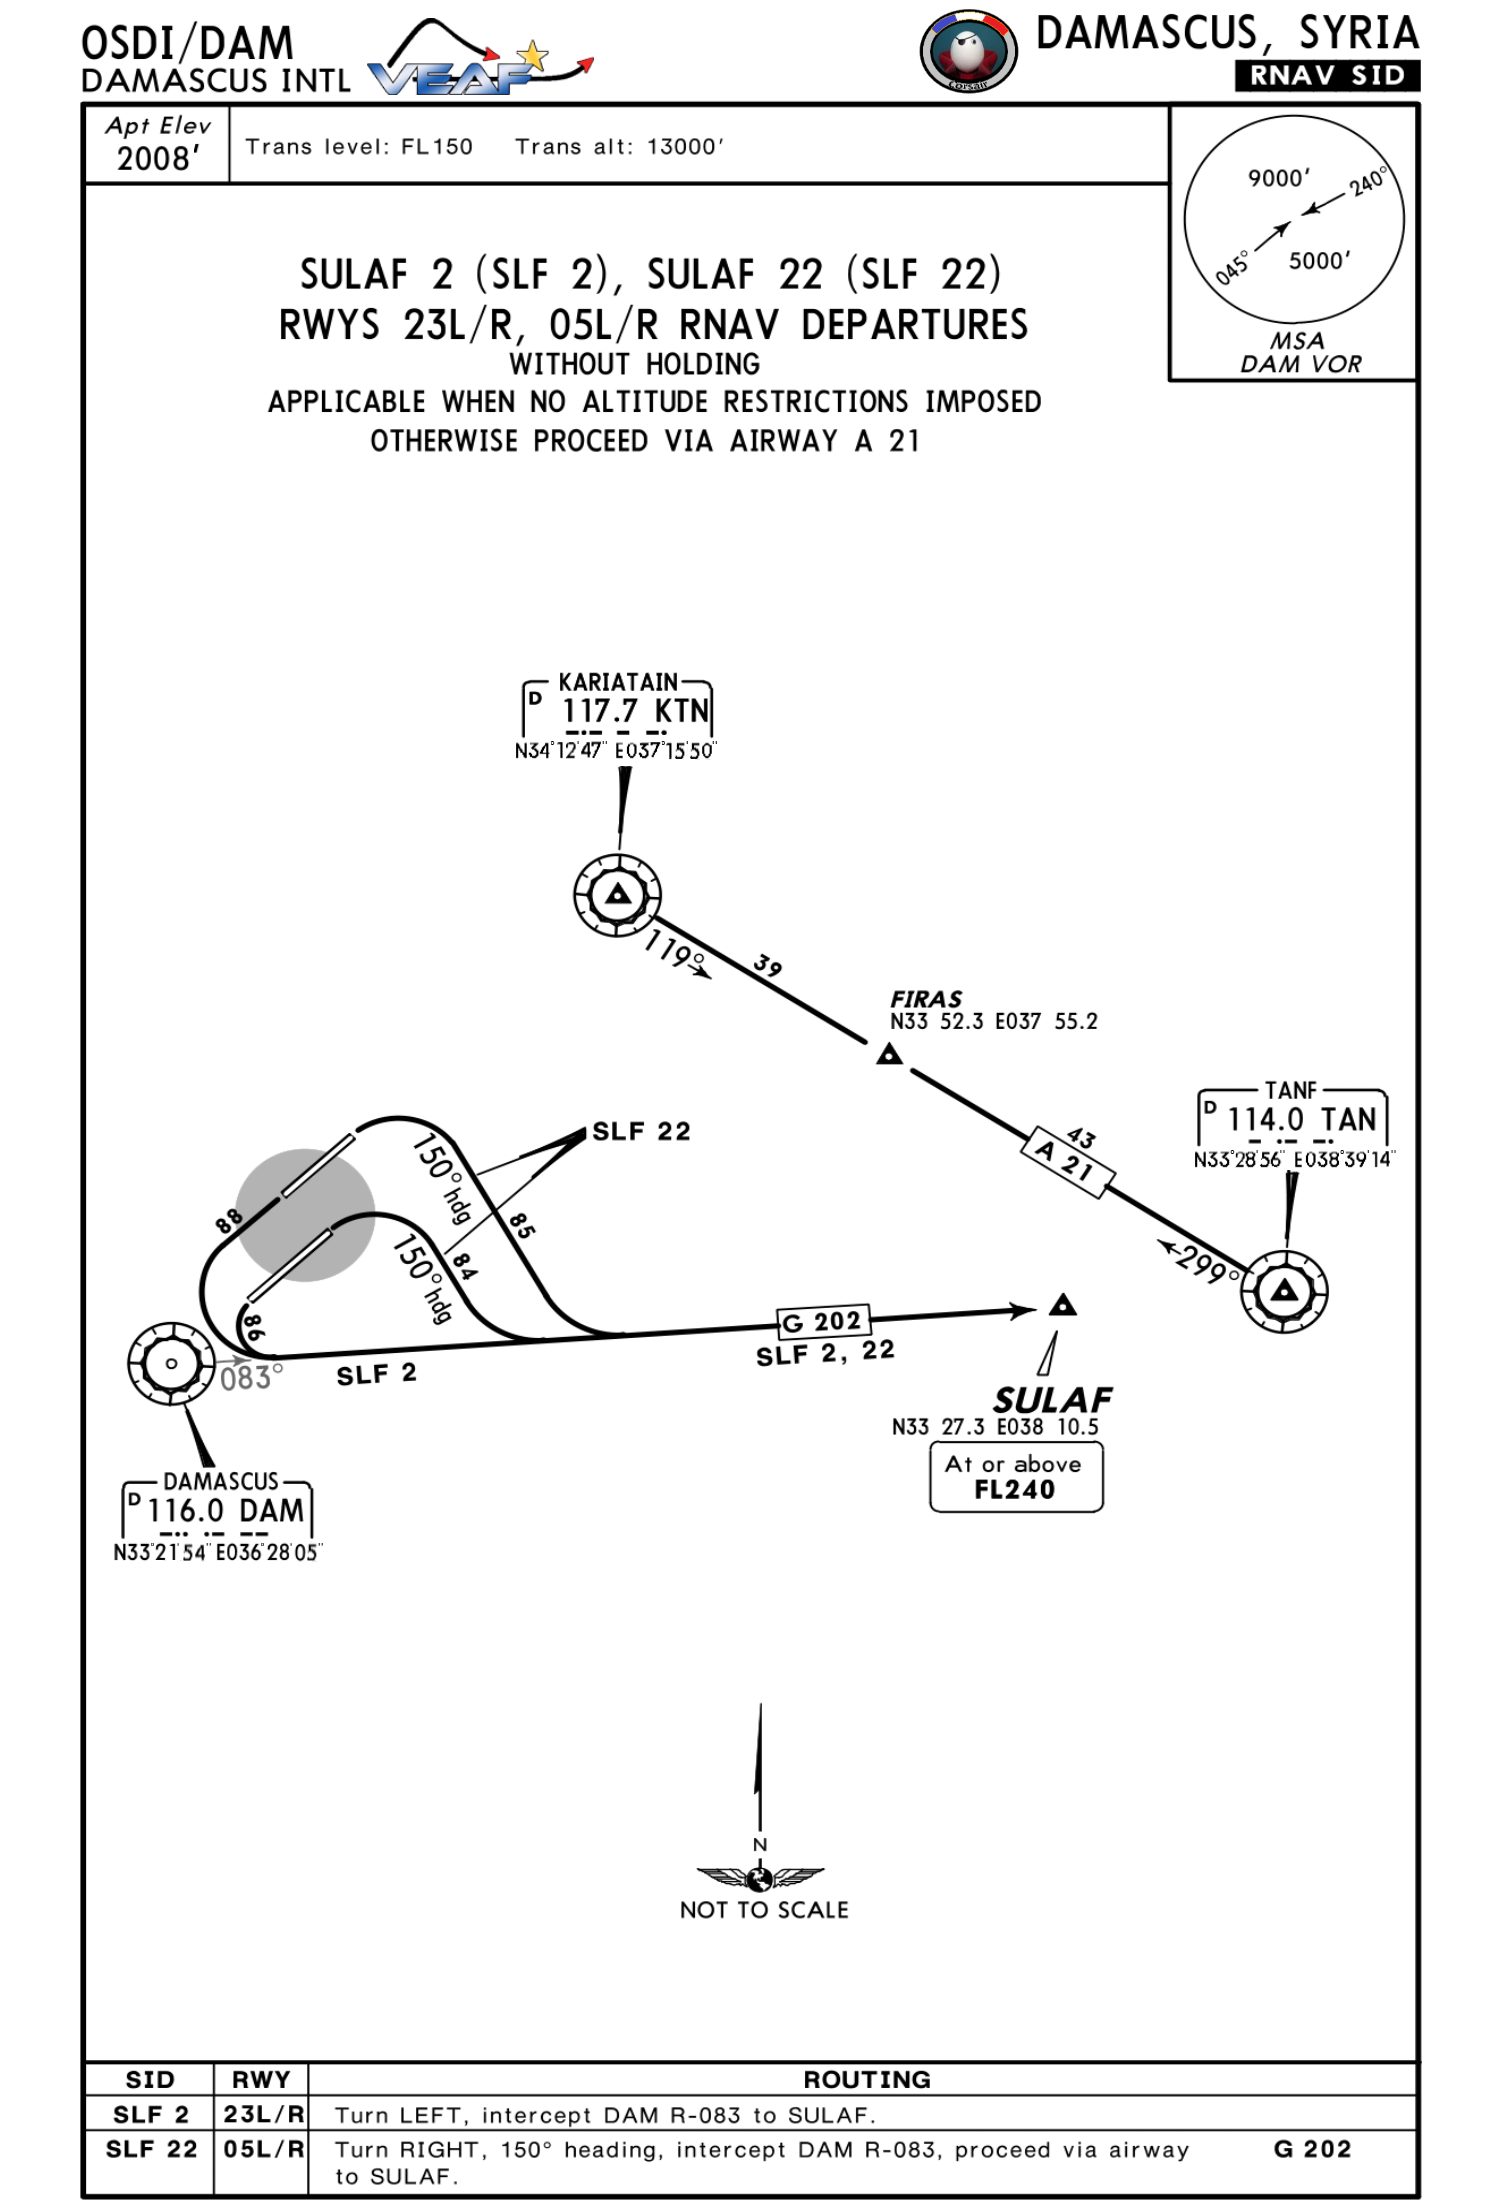 OSDI/DAM
DAMASCUS INTL
VEAF
corsair
DAMASCUS, SYRIA
RNAV SID
Apt Elev
2008'
Trans level: FL150 Trans alt: 13000'
9000'
240°
045°
5000'
MSA
DAM VOR
SULAF 2 (SLF 2), SULAF 22 (SLF 22)
RWYS 23L/R, 05L/R RNAV DEPARTURES
WITHOUT HOLDING
APPLICABLE WHEN NO ALTITUDE RESTRICTIONS IMPOSED
OTHERWISE PROCEED VIA AIRWAY A 21
KARIATAIN
D 117.7 KTN
N34°12'47" E037°15'50"
119°
39
FIRAS
N33 52.3 E037 55.2
TANF
D 114.0 TAN
N33°28'56" E038°39'14"
43
A 21
299°
SLF 22
150° hdg
85
88
150° hdg
84
86
083°
SLF 2
G 202
SLF 2, 22
SULAF
N33 27.3 E038 10.5
At or above
FL240
DAMASCUS
D 116.0 DAM
N33°21'54" E036°28'05"
N
NOT TO SCALE
SID RWY ROUTING
SLF 2 23L/R Turn LEFT, intercept DAM R-083 to SULAF.
SLF 22 05L/R Turn RIGHT, 150° heading, intercept DAM R-083, proceed via airway G 202
to SULAF.